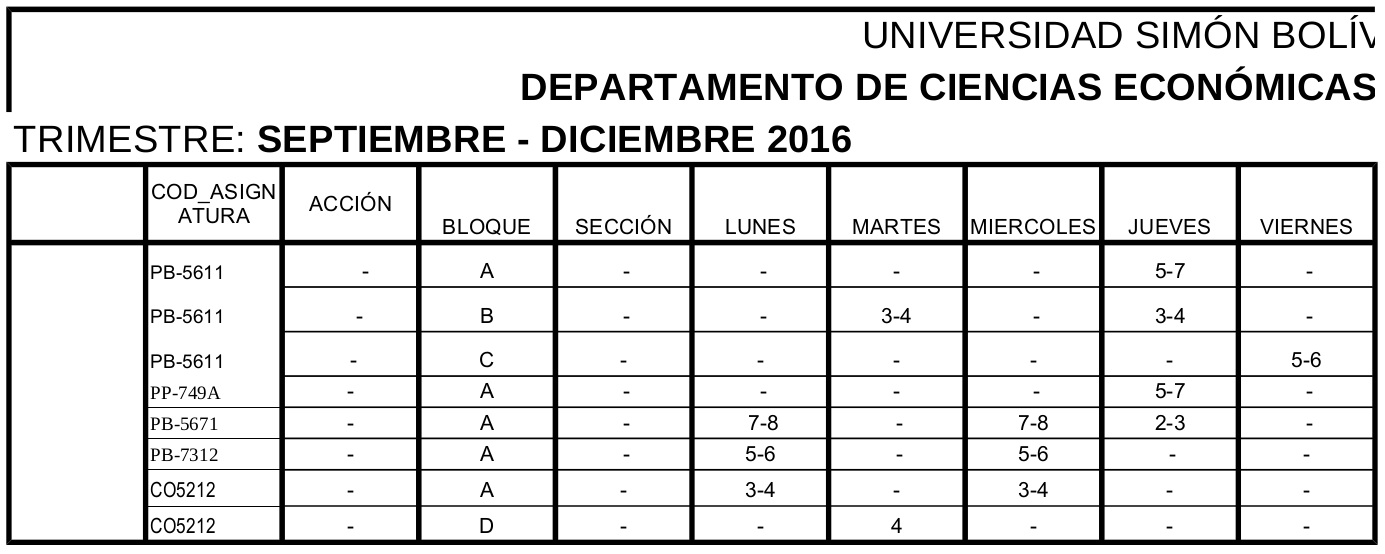 UNIVERSIDAD SIMÓN BOLÍV
DEPARTAMENTO DE CIENCIAS ECONÓMICAS
TRIMESTRE: SEPTIEMBRE - DICIEMBRE 2016
COD_ASIGN
ATURA ACCIÓN BLOQUE SECCIÓN LUNES MARTES MIERCOLES JUEVES VIERNES
PB-5611 - A - - - - 5-7 -
PB-5611 - B - - 3-4 - 3-4 -
PB-5611 - C - - - - - 5-6
PP-749A - A - - - - 5-7 -
PB-5671 - A - 7-8 - 7-8 2-3 -
PB-7312 - A - 5-6 - 5-6 - -
CO5212 - A - 3-4 - 3-4 - -
CO5212 - D - - 4 - - -